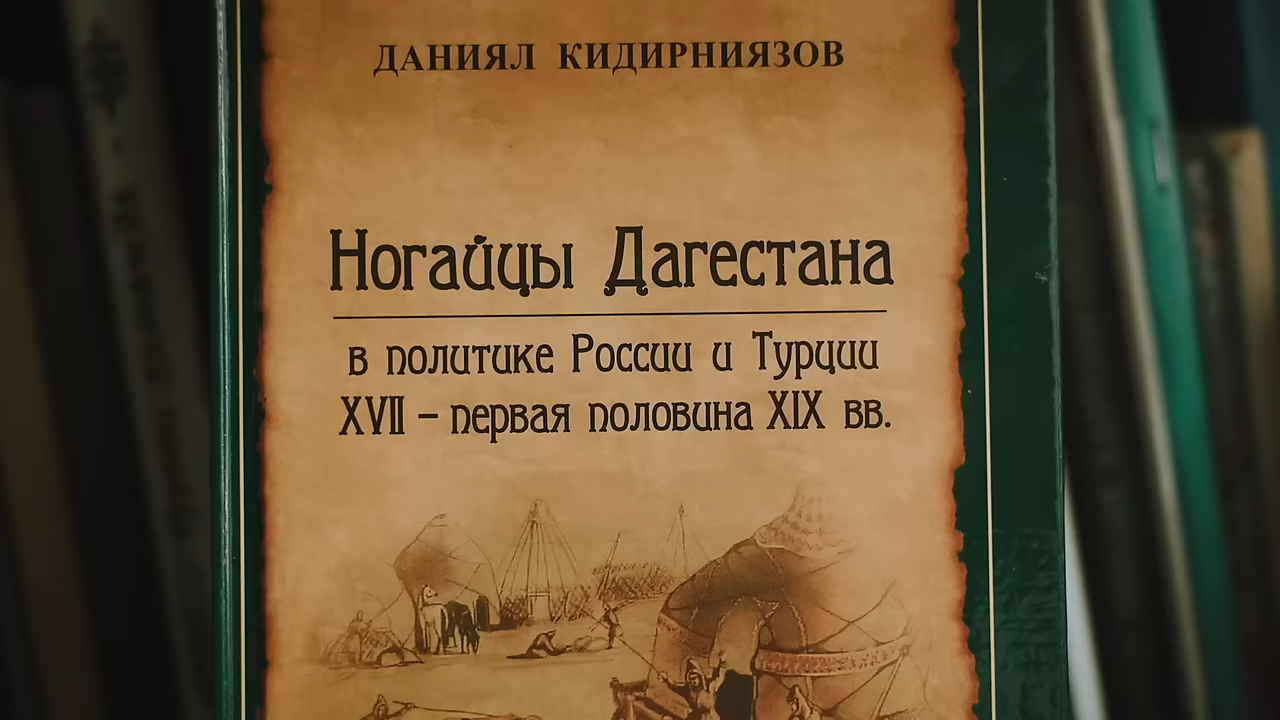 ДАНИЯЛ КИДИРНИЯЗОВ
Ногайцы Дагестана
в политике России и Турции
XVII – первая половина XIX вв.